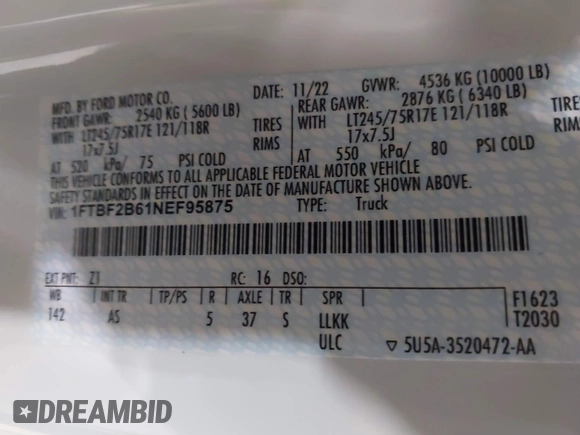 MFD. BY FORD MOTOR CO.
DATE: 11/22 GVWR: 4536 KG (10000 LB)
FRONT GAWR: 2540 KG (5600 LB)
REAR GAWR: 2876 KG (6340 LB)
WITH LT245/75R17E 121/118R TIRES
WITH LT245/75R17E 121/118R TIRES
17x7.5J RIMS
17x7.5J RIMS
AT 520 kPa/ 75 PSI COLD
AT 550 kPa/ 80 PSI COLD
THIS VEHICLE CONFORMS TO ALL APPLICABLE FEDERAL MOTOR VEHICLE
SAFETY STANDARDS IN EFFECT ON THE DATE OF MANUFACTURE SHOWN ABOVE.
VIN: 1FTBF2B61NEF95875 TYPE: Truck
EXT PNT: Z1 RC: 16 DSO:
WB INT TR TP/PS R AXLE TR SPR
142 AS 5 37 S LLKK
ULC
F1623
T2030
▽ 5U5A-3520472-AA
DREAMBID